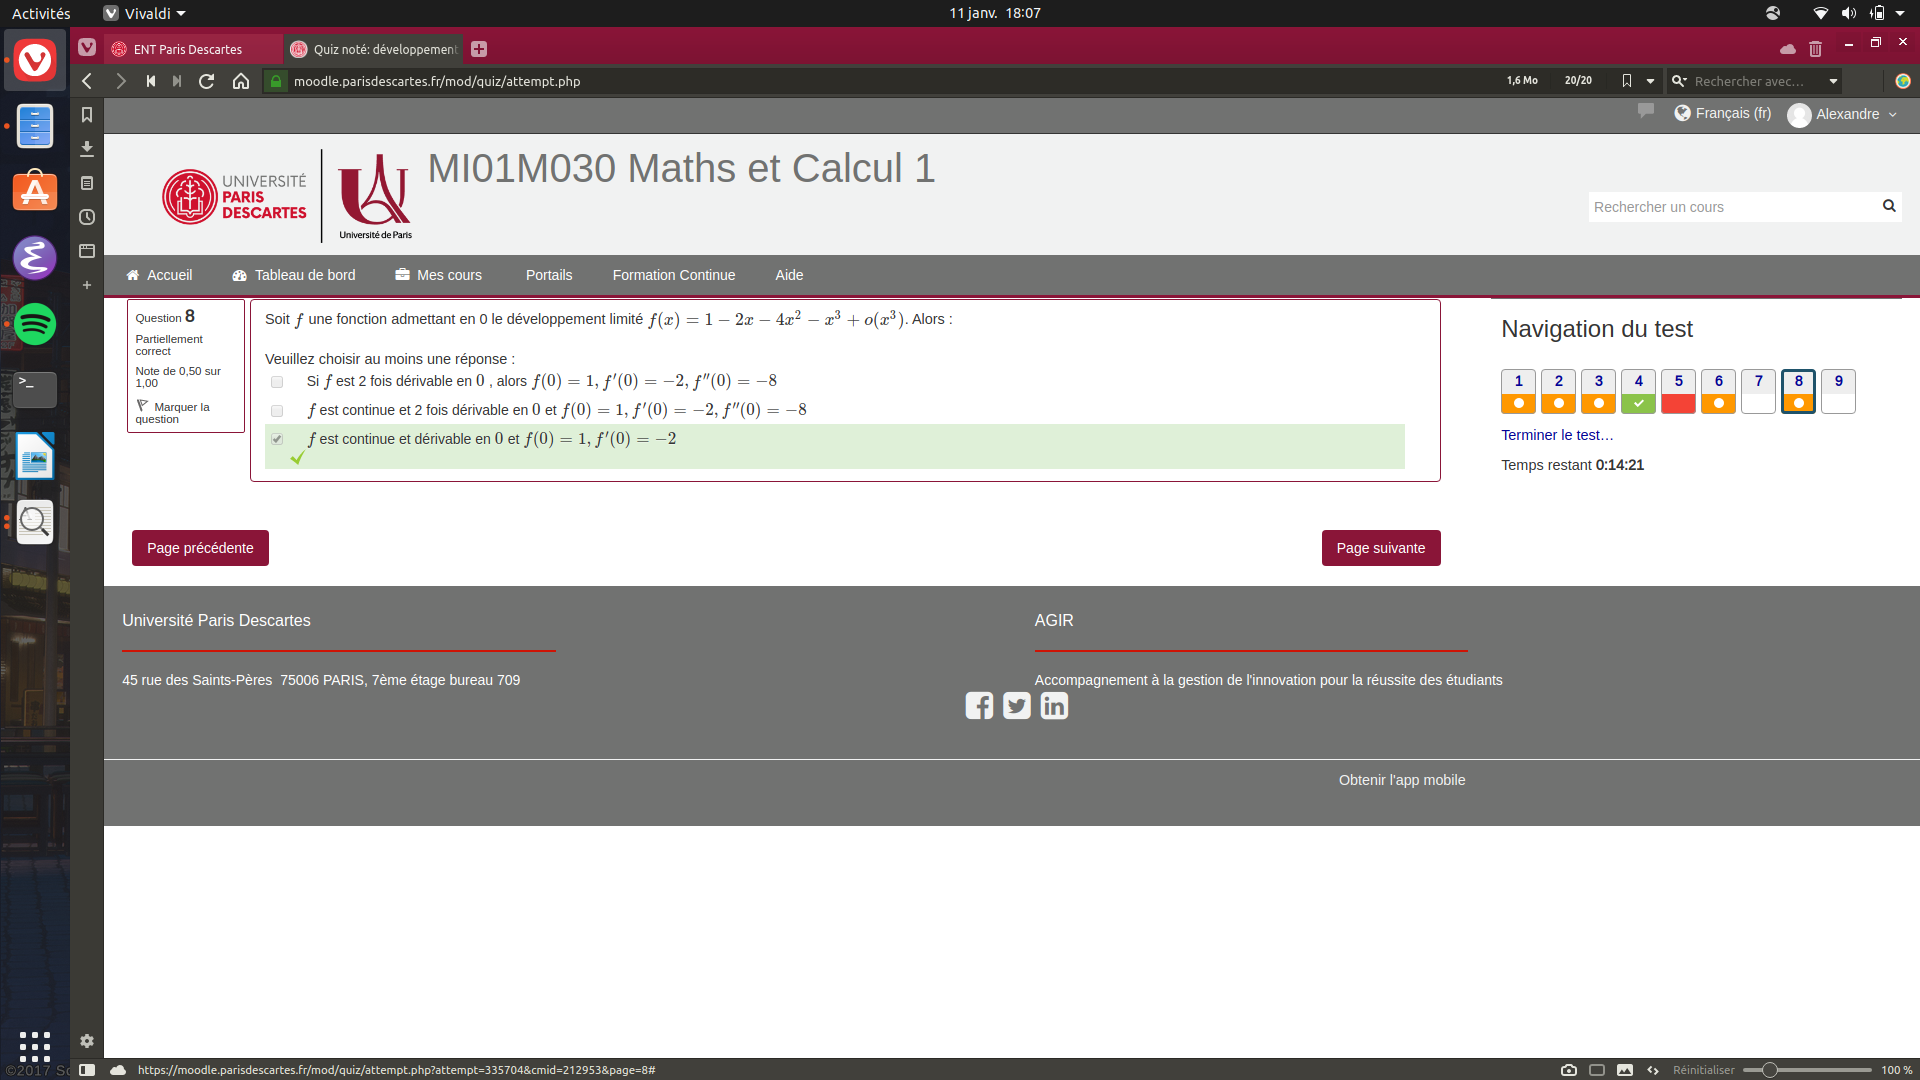 Activités
Vivaldi
11 janv. 18:07
ENT Paris Descartes
Quiz noté: développement
moodle.parisdescartes.fr/mod/quiz/attempt.php
1,6 Mo
20/20
Rechercher avec...
Français (fr)
Alexandre
UNIVERSITÉ
PARIS
DESCARTES
Université de Paris
MI01M030 Maths et Calcul 1
Rechercher un cours
Accueil
Tableau de bord
Mes cours
Portails
Formation Continue
Aide
Question 8
Partiellement
correct
Note de 0,50 sur
1,00
Marquer la
question
Soit f une fonction admettant en 0 le développement limité f(x) = 1 − 2x − 4x² − x³ + o(x³). Alors :
Veuillez choisir au moins une réponse :
Si f est 2 fois dérivable en 0 , alors f(0) = 1, f′(0) = −2, f″(0) = −8
f est continue et 2 fois dérivable en 0 et f(0) = 1, f′(0) = −2, f″(0) = −8
f est continue et dérivable en 0 et f(0) = 1, f′(0) = −2
Page précédente
Page suivante
Navigation du test
1 2 3 4 5 6 7 8 9
Terminer le test…
Temps restant 0:14:21
Université Paris Descartes
45 rue des Saints-Pères 75006 PARIS, 7ème étage bureau 709
AGIR
Accompagnement à la gestion de l'innovation pour la réussite des étudiants
Obtenir l'app mobile
©2017 So
https://moodle.parisdescartes.fr/mod/quiz/attempt.php?attempt=335704&cmid=212953&page=8#
Réinitialiser
100 %